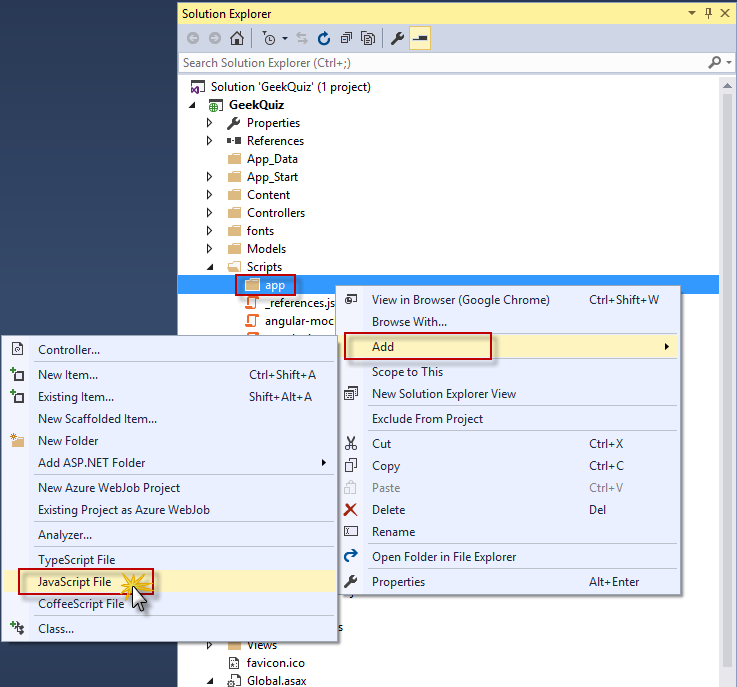 Solution Explorer
Search Solution Explorer (Ctrl+;)
Solution 'GeekQuiz' (1 project)
GeekQuiz
Properties
References
App_Data
App_Start
Content
Controllers
fonts
Models
Scripts
app
_references.js
angular-moc
View in Browser (Google Chrome) Ctrl+Shift+W
Browse With...
Add
Scope to This
New Solution Explorer View
Exclude From Project
Cut Ctrl+X
Copy Ctrl+C
Paste Ctrl+V
Delete Del
Rename
Open Folder in File Explorer
Properties Alt+Enter
Controller...
New Item... Ctrl+Shift+A
Existing Item... Shift+Alt+A
New Scaffolded Item...
New Folder
Add ASP.NET Folder
New Azure WebJob Project
Existing Project as Azure WebJob
Analyzer...
TypeScript File
JavaScript File
CoffeeScript File
Class...
Views
favicon.ico
Global.asax